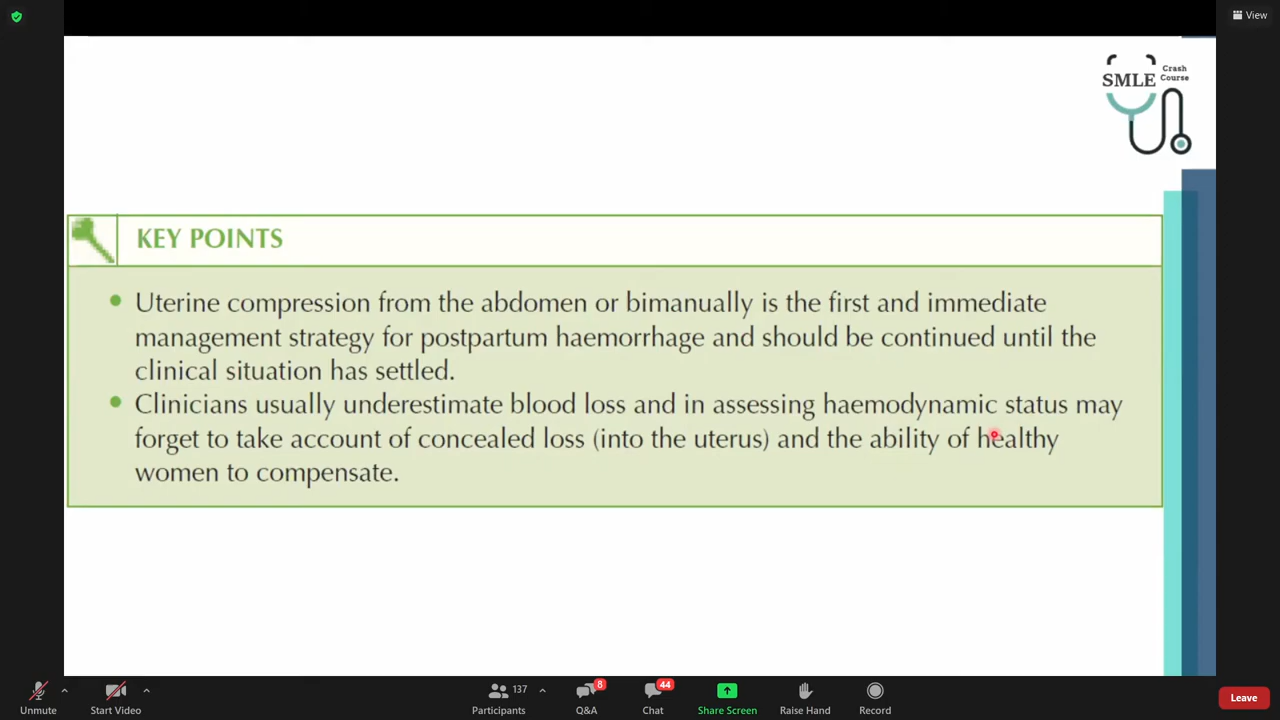 View
SMLE Crash
Course
KEY POINTS
Uterine compression from the abdomen or bimanually is the first and immediate
management strategy for postpartum haemorrhage and should be continued until the
clinical situation has settled.
Clinicians usually underestimate blood loss and in assessing haemodynamic status may
forget to take account of concealed loss (into the uterus) and the ability of healthy
women to compensate.
Unmute
Start Video
137
Participants
8
Q&A
44
Chat
Share Screen
Raise Hand
Record
Leave